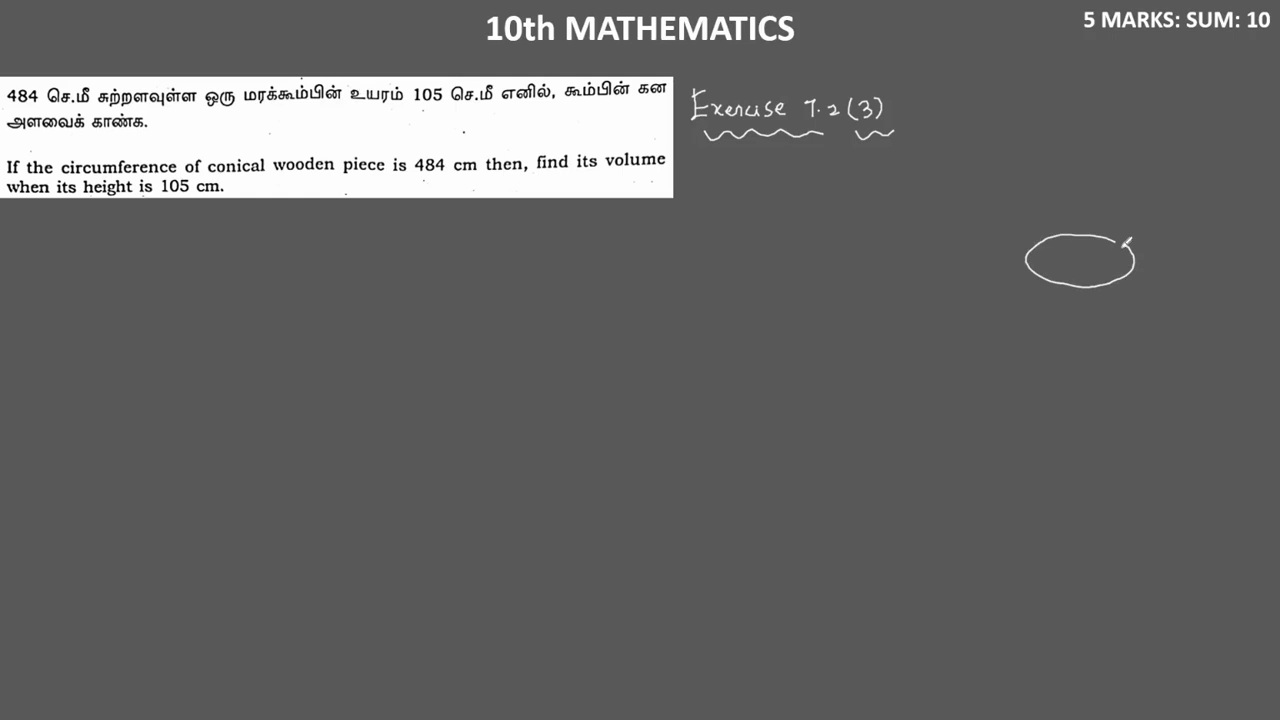 10th MATHEMATICS
5 MARKS: SUM: 10
484 செ.மீ சுற்றளவுள்ள ஒரு மரக்கூம்பின் உயரம் 105 செ.மீ எனில், கூம்பின் கன
அளவைக் காண்க.
If the circumference of conical wooden piece is 484 cm then, find its volume
when its height is 105 cm.
Exercise 7.2 (3)